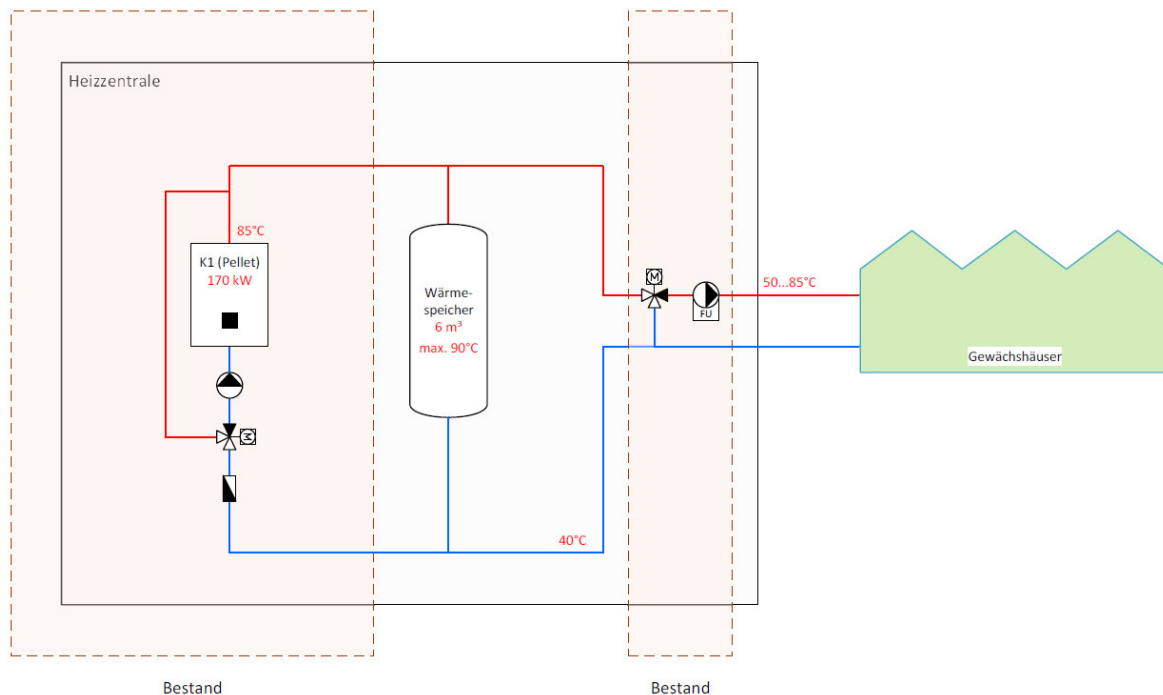 Heizzentrale
85°C
K1 (Pellet)
170 kW
M
Wärme-
speicher
6 m³
max. 90°C
40°C
M
FU
50...85°C
Gewächshäuser
Bestand
Bestand